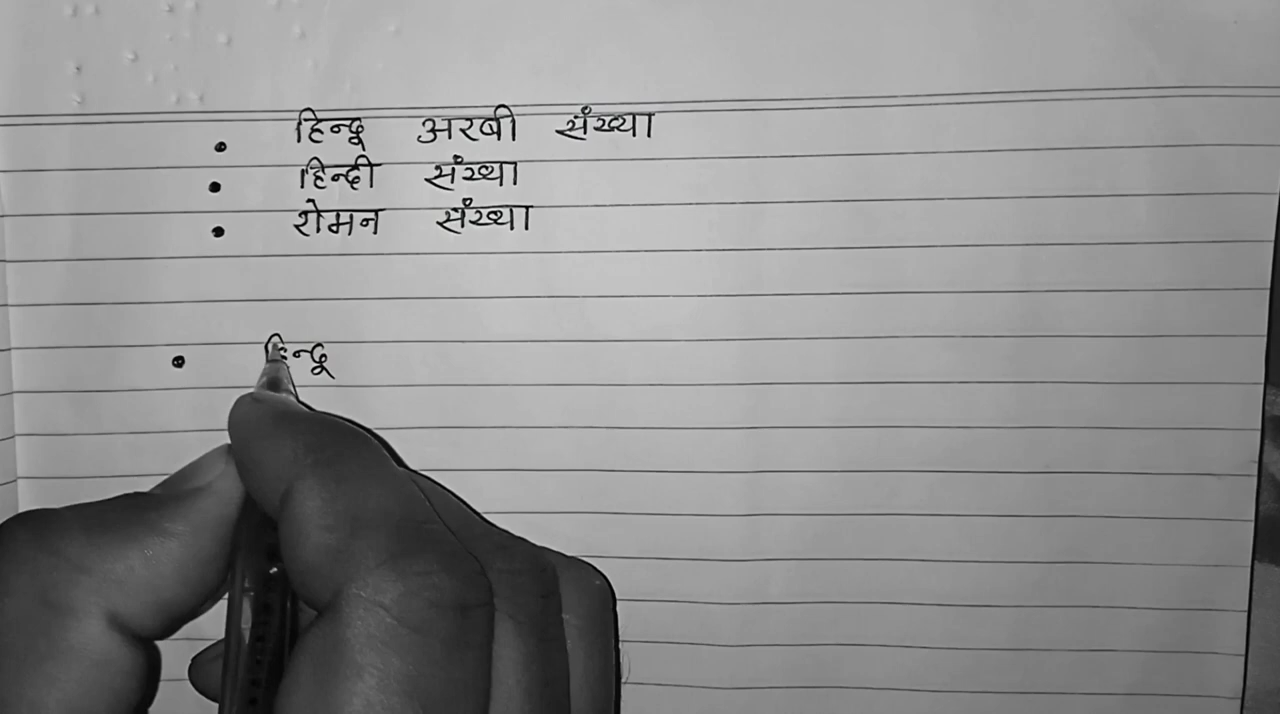 • हिन्दू अरबी संख्या
• हिन्दी संख्या
• रोमन संख्या
• हिन्दू